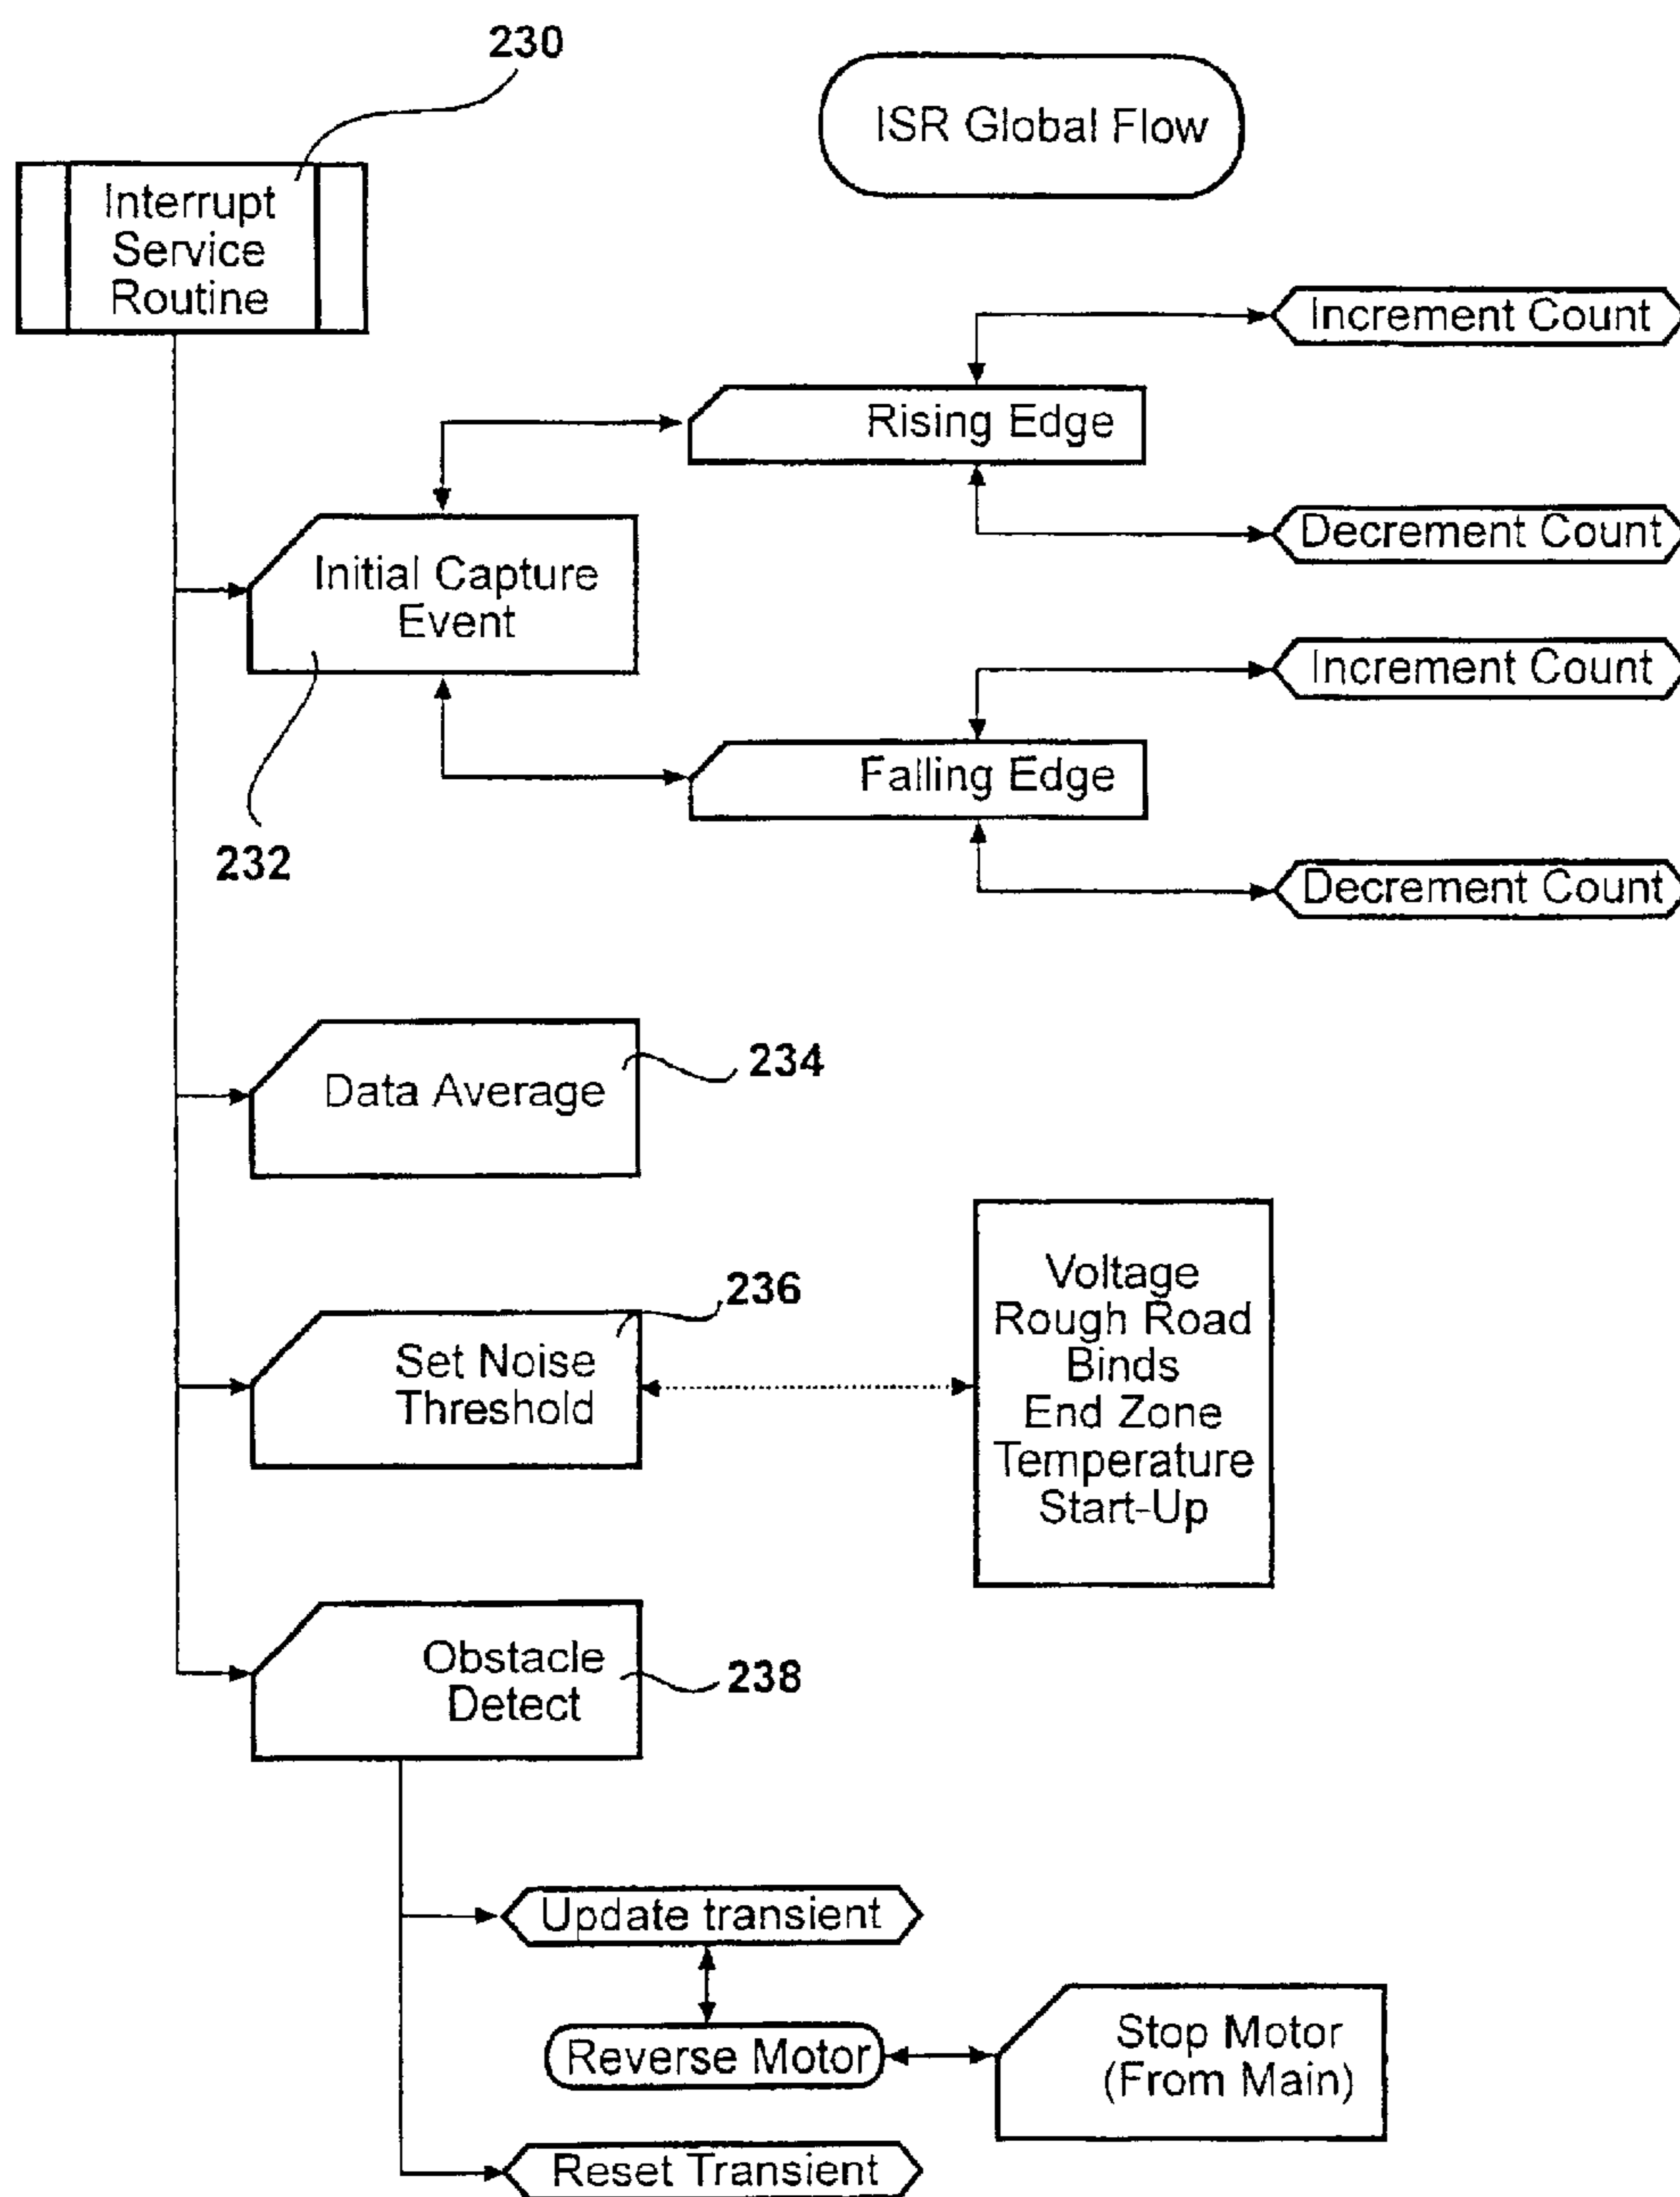 230
ISR Global Flow
Interrupt
Service
Routine
Increment Count
Rising Edge
Decrement Count
Initial Capture
Event
Increment Count
Falling Edge
232
Decrement Count
234
Data Average
236
Set Noise
Threshold
Voltage
Rough Road
Binds
End Zone
Temperature
Start-Up
Obstacle
Detect
238
Update transient
Reverse Motor
Stop Motor
(From Main)
Reset Transient